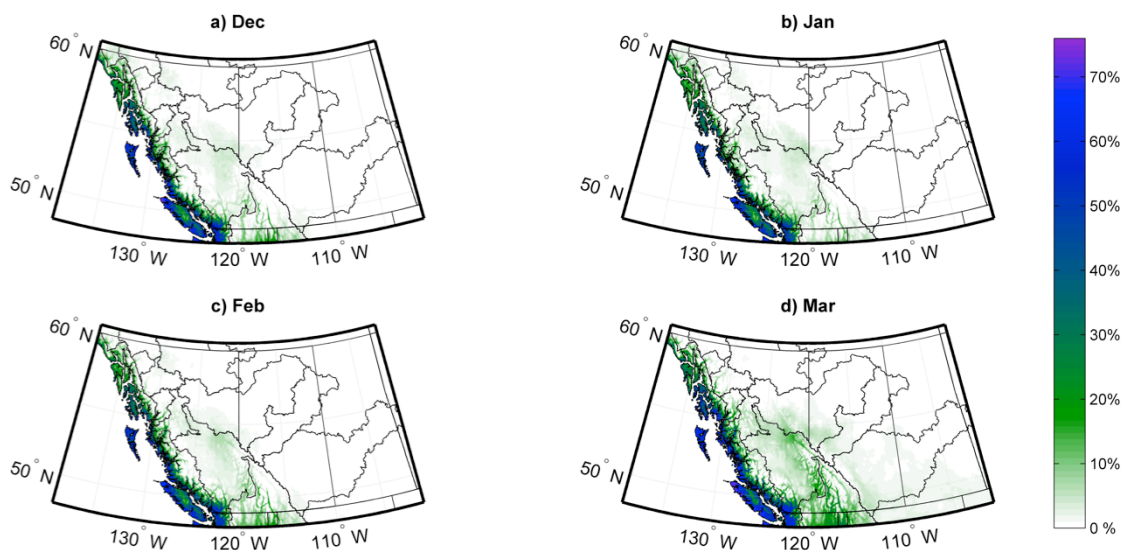 a) Dec
60° N
50° N
130° W
120° W
110° W
b) Jan
60° N
50° N
130° W
120° W
110° W
c) Feb
60° N
50° N
130° W
120° W
110° W
d) Mar
60° N
50° N
130° W
120° W
110° W
70%
60%
50%
40%
30%
20%
10%
0 %